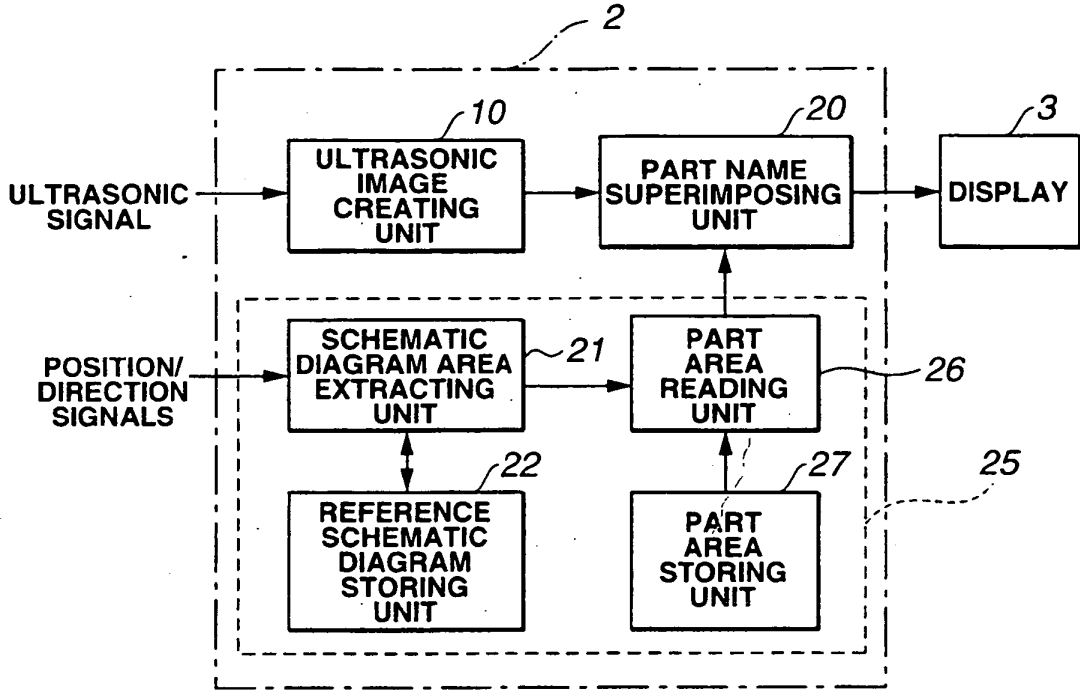 2
10
20
3
ULTRASONIC
SIGNAL
ULTRASONIC
IMAGE
CREATING
UNIT
PART NAME
SUPERIMPOSING
UNIT
DISPLAY
POSITION/
DIRECTION
SIGNALS
SCHEMATIC
DIAGRAM AREA
EXTRACTING
UNIT
21
PART
AREA
READING
UNIT
26
22
27
25
REFERENCE
SCHEMATIC
DIAGRAM
STORING
UNIT
PART
AREA
STORING
UNIT